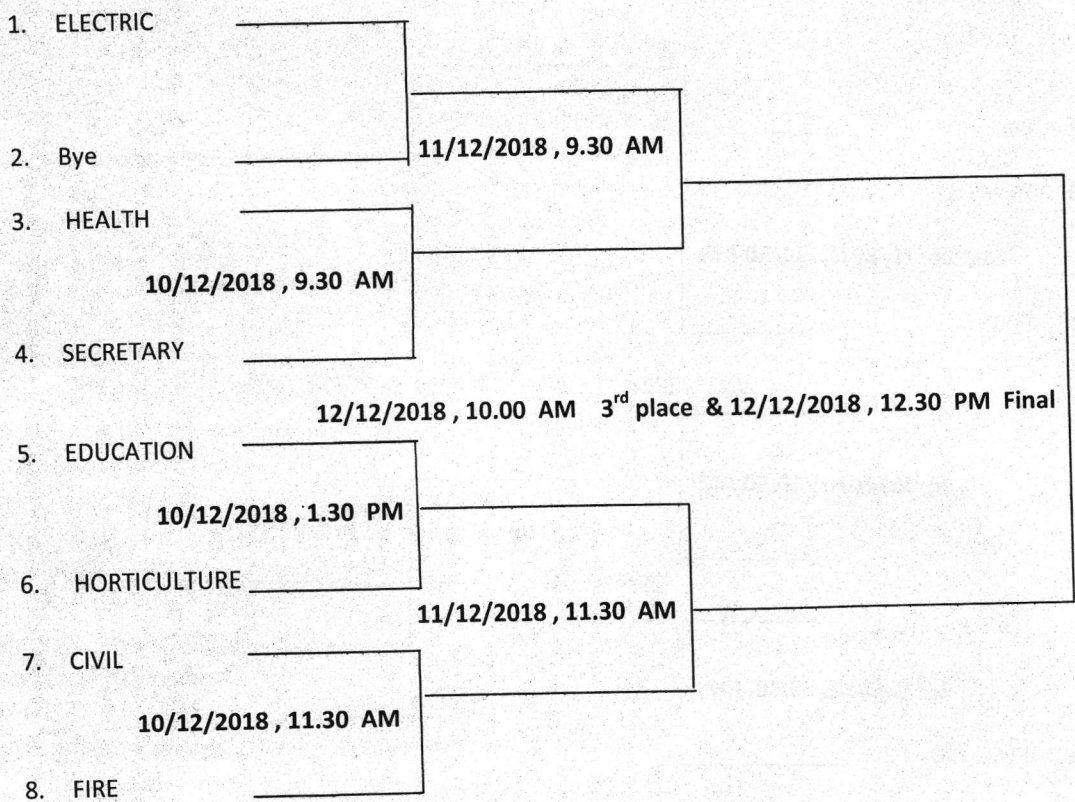 1. ELECTRIC
2. Bye
11/12/2018 , 9.30 AM
3. HEALTH
10/12/2018 , 9.30 AM
4. SECRETARY
12/12/2018 , 10.00 AM 3rd place & 12/12/2018 , 12.30 PM Final
5. EDUCATION
10/12/2018 , 1.30 PM
6. HORTICULTURE
11/12/2018 , 11.30 AM
7. CIVIL
10/12/2018 , 11.30 AM
8. FIRE